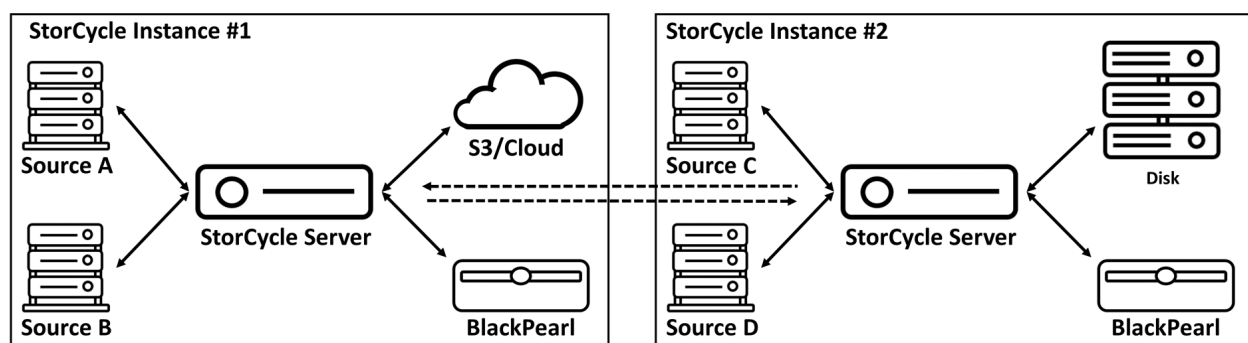 StorCycle Instance #1
Source A
S3/Cloud
StorCycle Server
Source B
BlackPearl
StorCycle Instance #2
Source C
Disk
StorCycle Server
Source D
BlackPearl